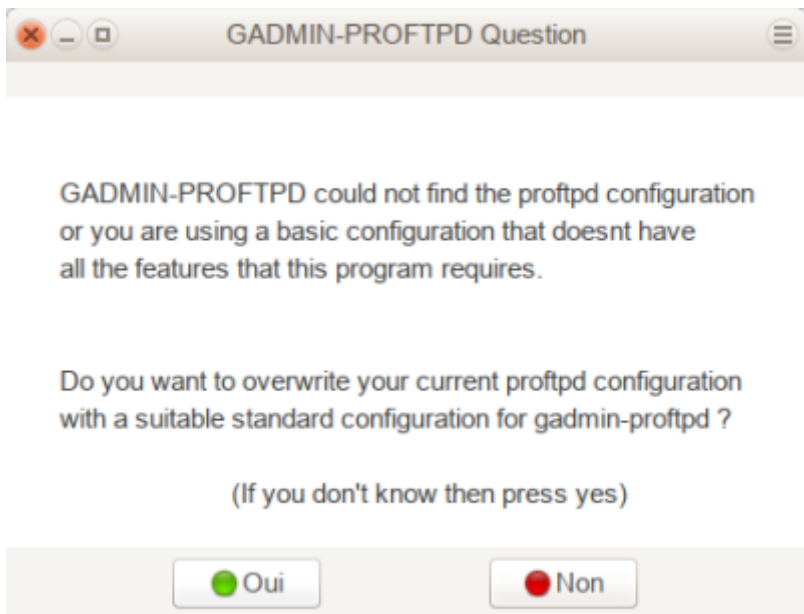 GADMIN-PROFTPD Question
GADMIN-PROFTPD could not find the proftpd configuration
or you are using a basic configuration that doesnt have
all the features that this program requires.
Do you want to overwrite your current proftpd configuration
with a suitable standard configuration for gadmin-proftpd ?
(If you don't know then press yes)
Oui
Non